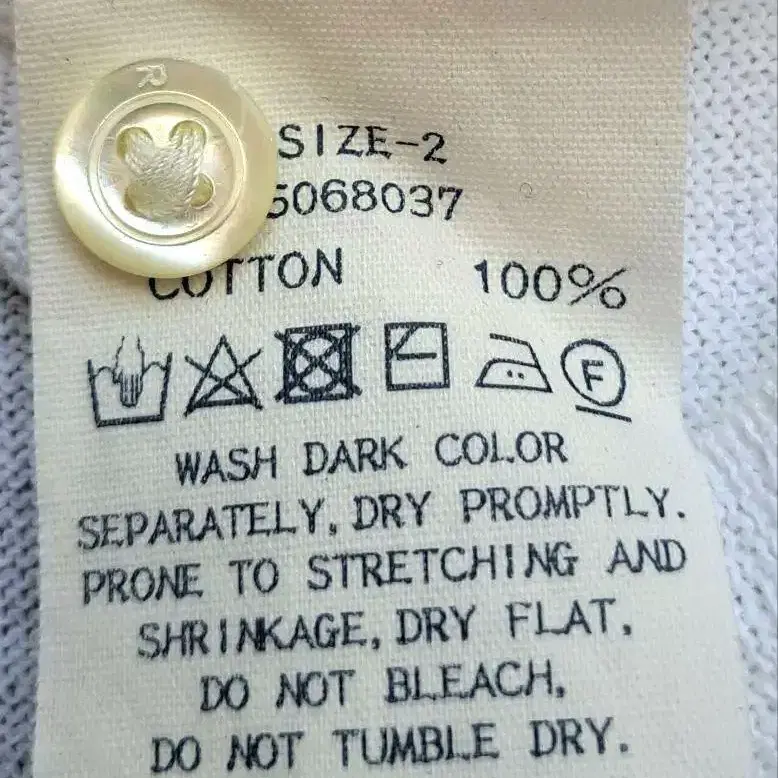 R
SIZE-2
5068037
COTTON 100%
F
WASH DARK COLOR
SEPARATELY, DRY PROMPTLY.
PRONE TO STRETCHING AND
SHRINKAGE, DRY FLAT,
DO NOT BLEACH,
DO NOT TUMBLE DRY.